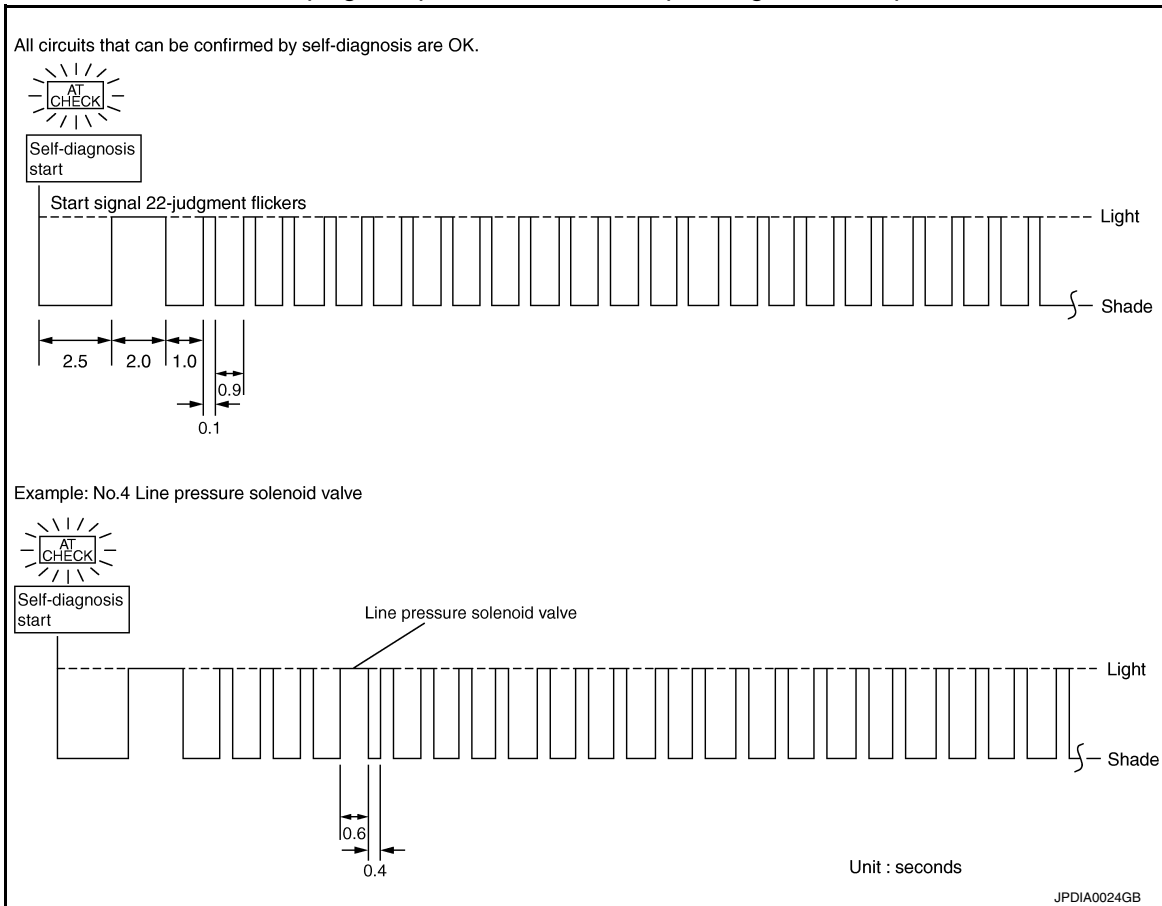 All circuits that can be confirmed by self-diagnosis are OK.
AT
CHECK
Self-diagnosis
start
Start signal 22-judgment flickers
Light
Shade
2.5
2.0
1.0
0.9
0.1
Example: No.4 Line pressure solenoid valve
AT
CHECK
Self-diagnosis
start
Line pressure solenoid valve
Light
Shade
0.6
0.4
Unit : seconds
JPDIA0024GB